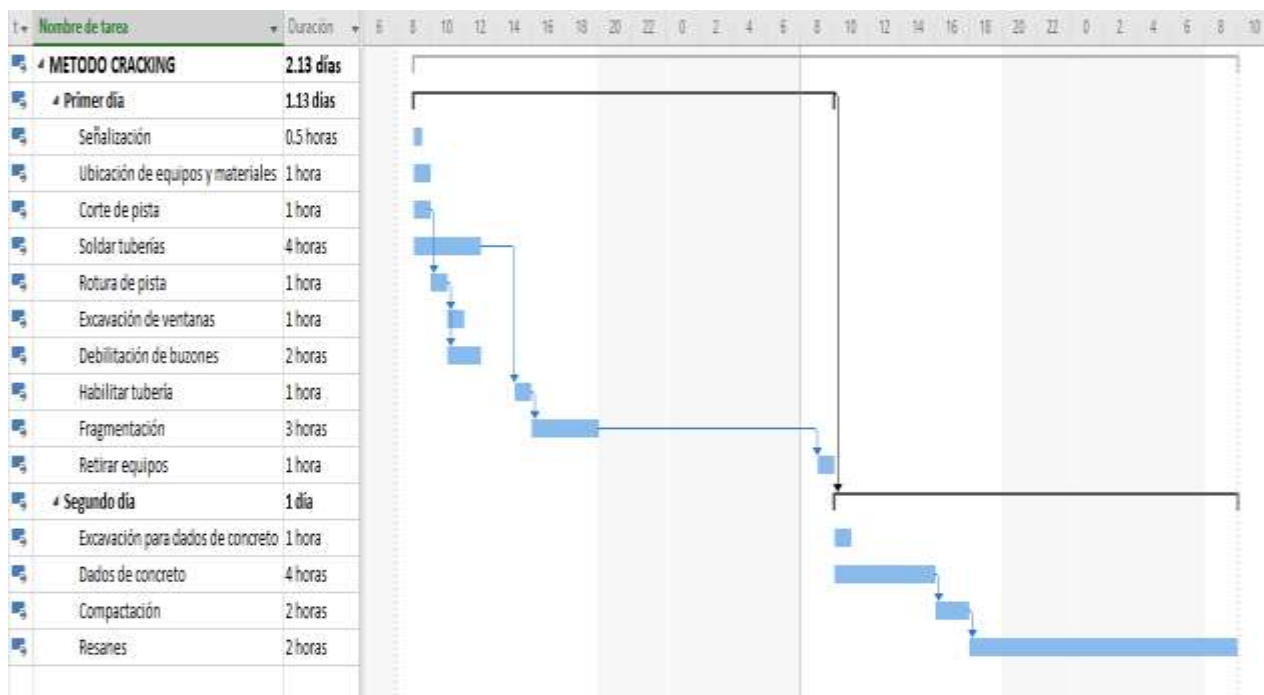 t Nombre de tarea Duración 6 8 10 12 14 16 18 20 22 0 2 4 6 8 10 12 14 16 18 20 22 0 2 4 6 8 10
METODO CRACKING 2.13 días
Primer día 1.13 días
Señalización 0.5 horas
Ubicación de equipos y materiales 1 hora
Corte de pista 1 hora
Soldar tuberías 4 horas
Rotura de pista 1 hora
Excavación de ventanas 1 hora
Debilitación de buzones 2 horas
Habilitar tubería 1 hora
Fragmentación 3 horas
Retirar equipos 1 hora
Segundo día 1 día
Excavación para dados de concreto 1 hora
Dados de concreto 4 horas
Compactación 2 horas
Resanes 2 horas